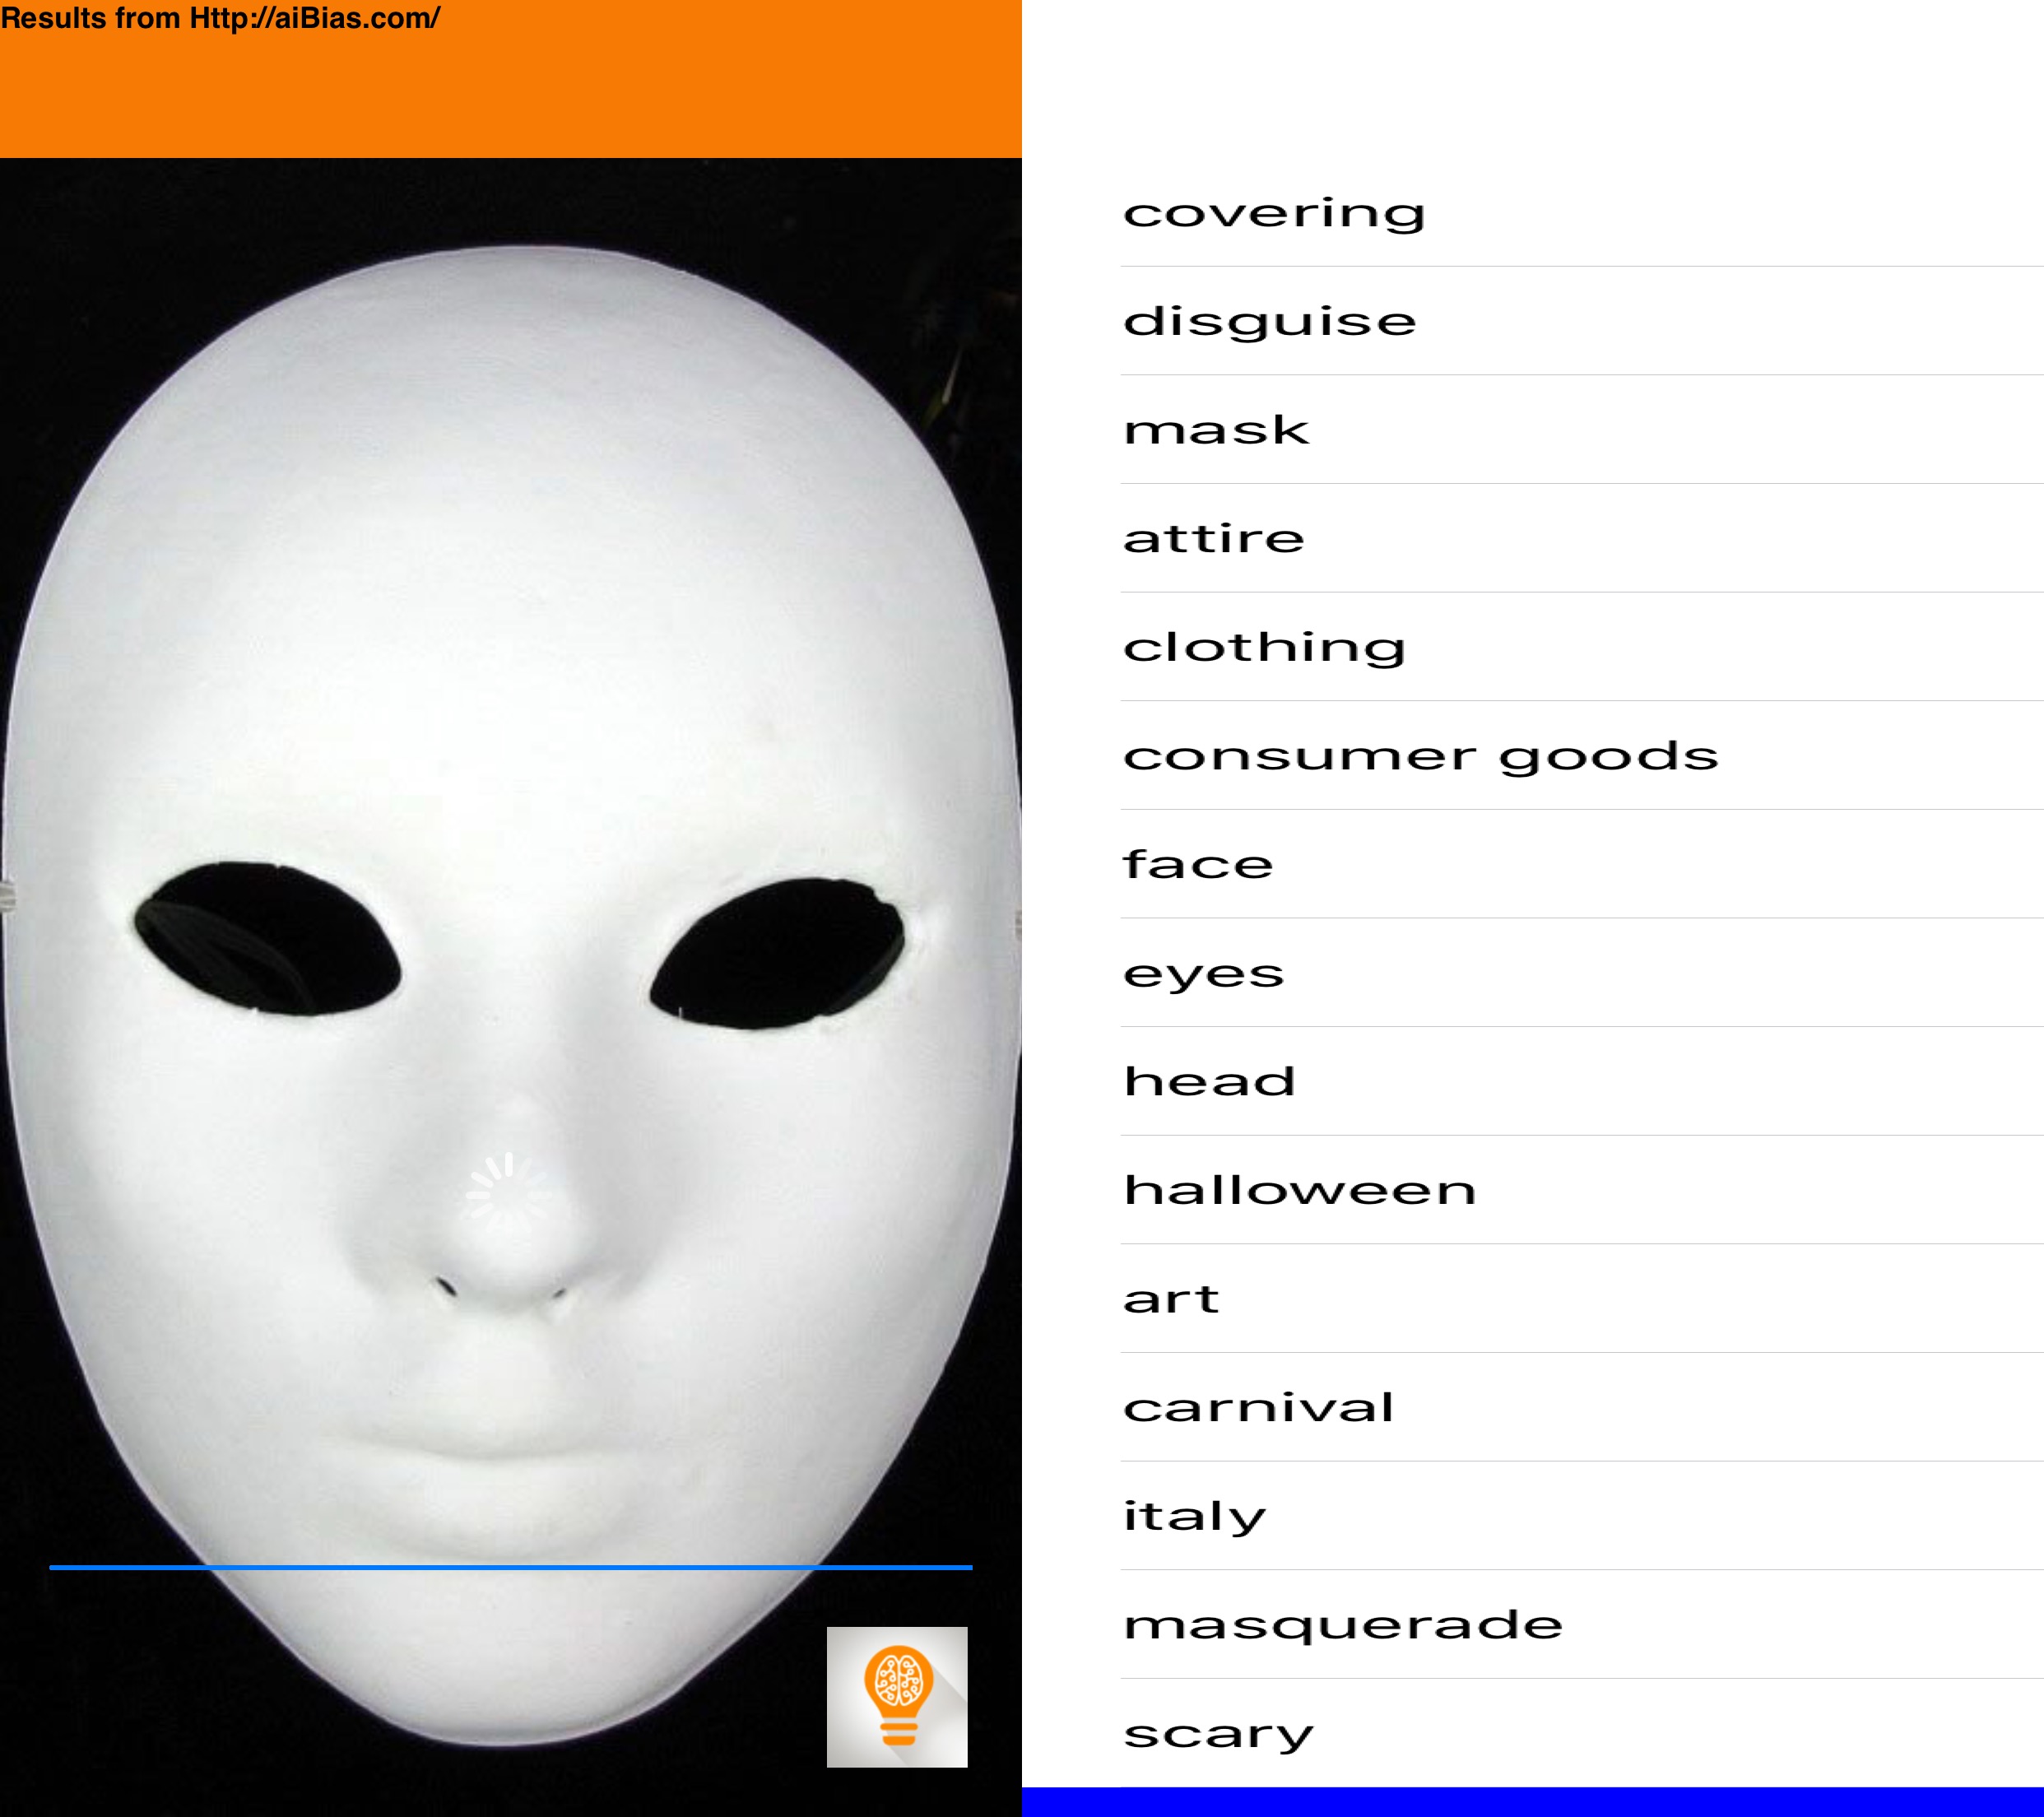 Results from Http://aiBias.com/
covering
disguise
mask
attire
clothing
consumer goods
face
eyes
head
halloween
art
carnival
italy
masquerade
scary